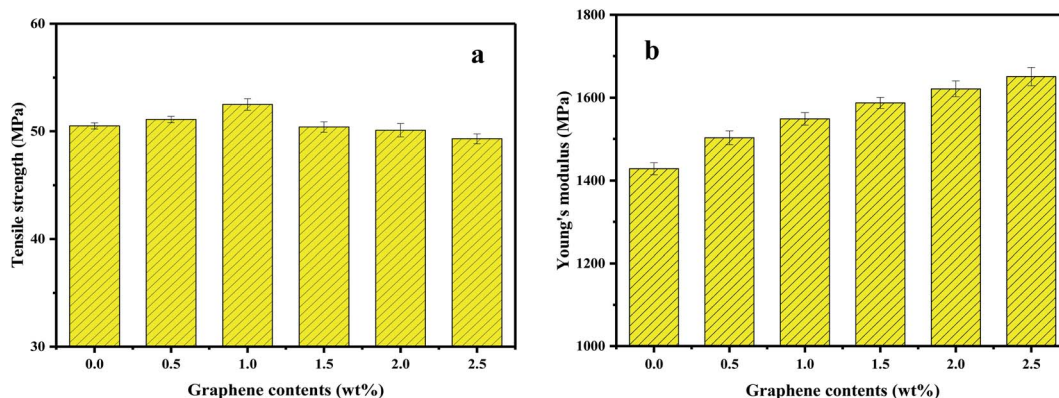 a
Tensile strength (MPa)
60
50
40
30
0.0 0.5 1.0 1.5 2.0 2.5
Graphene contents (wt%)
b
Young's modulus (MPa)
1800
1600
1400
1200
1000
0.0 0.5 1.0 1.5 2.0 2.5
Graphene contents (wt%)